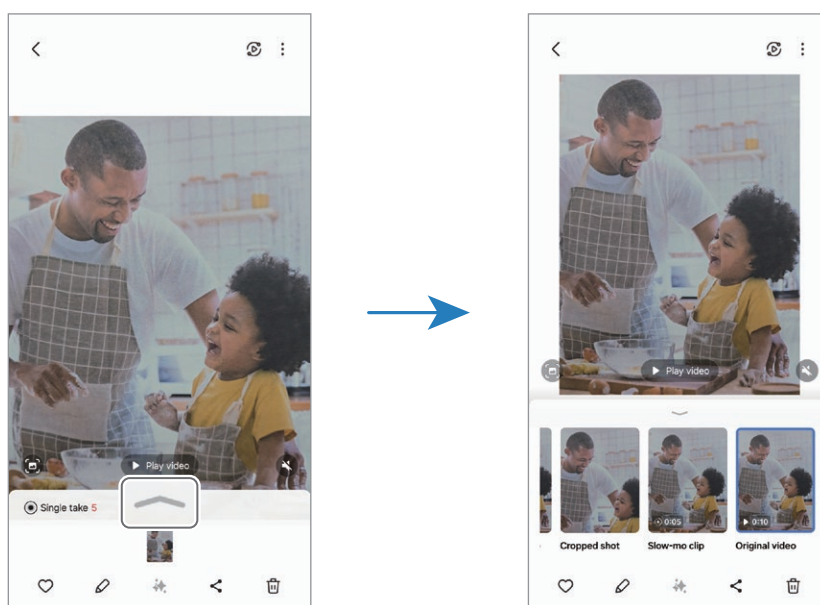 Play video
Single take 5
Play video
0:05
0:10
Cropped shot
Slow-mo clip
Original video